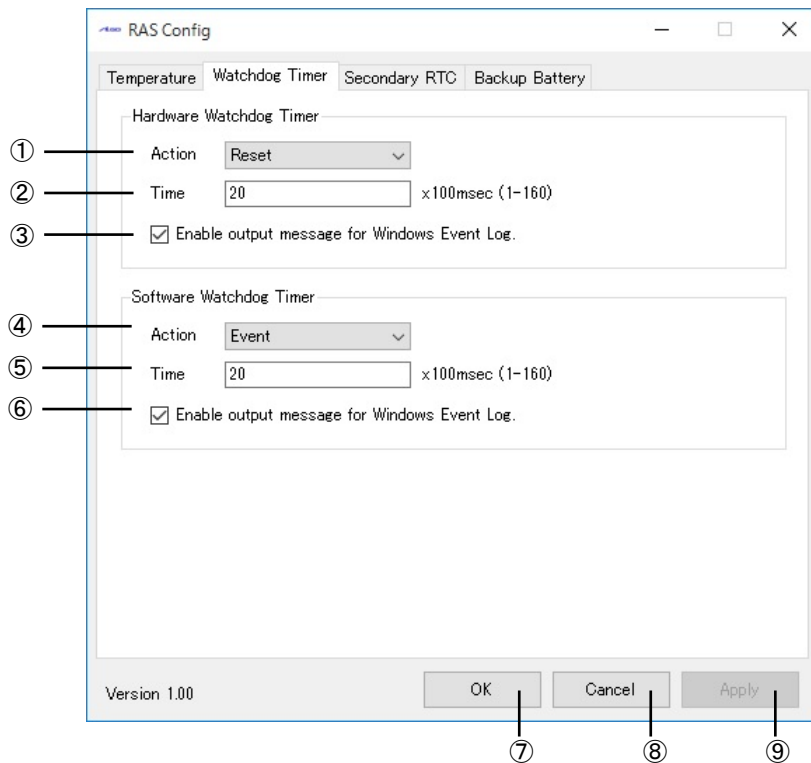 RAS Config
Temperature Watchdog Timer Secondary RTC Backup Battery
Hardware Watchdog Timer
① Action Reset
② Time 20 x100msec (1-160)
③ Enable output message for Windows Event Log.
Software Watchdog Timer
④ Action Event
⑤ Time 20 x100msec (1-160)
⑥ Enable output message for Windows Event Log.
Version 1.00 OK Cancel Apply
⑦ ⑧ ⑨